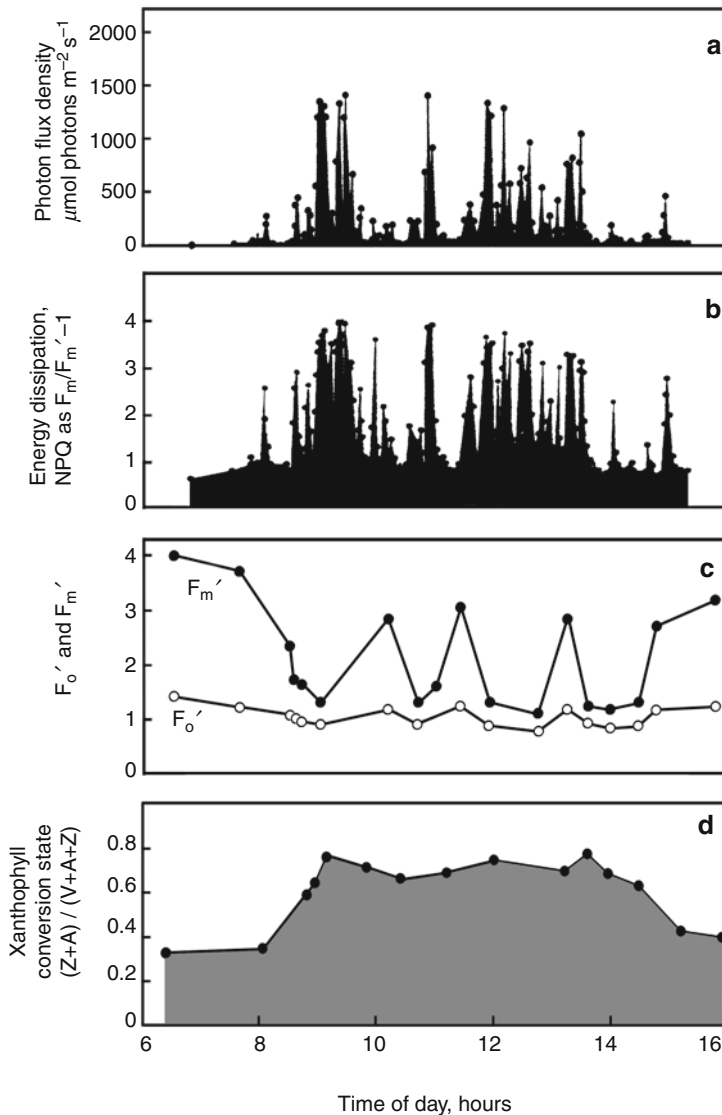 Photon flux density
μmol photons m−2 s−1
2000
1500
1000
500
0
a
Energy dissipation,
NPQ as Fm/Fm′−1
4
3
2
1
0
b
Fo′ and Fm′
4
3
2
1
0
c
Fm′
Fo′
Xanthophyll
conversion state
(Z+A) / (V+A+Z)
0.8
0.6
0.4
0.2
0
d
6 8 10 12 14 16
Time of day, hours